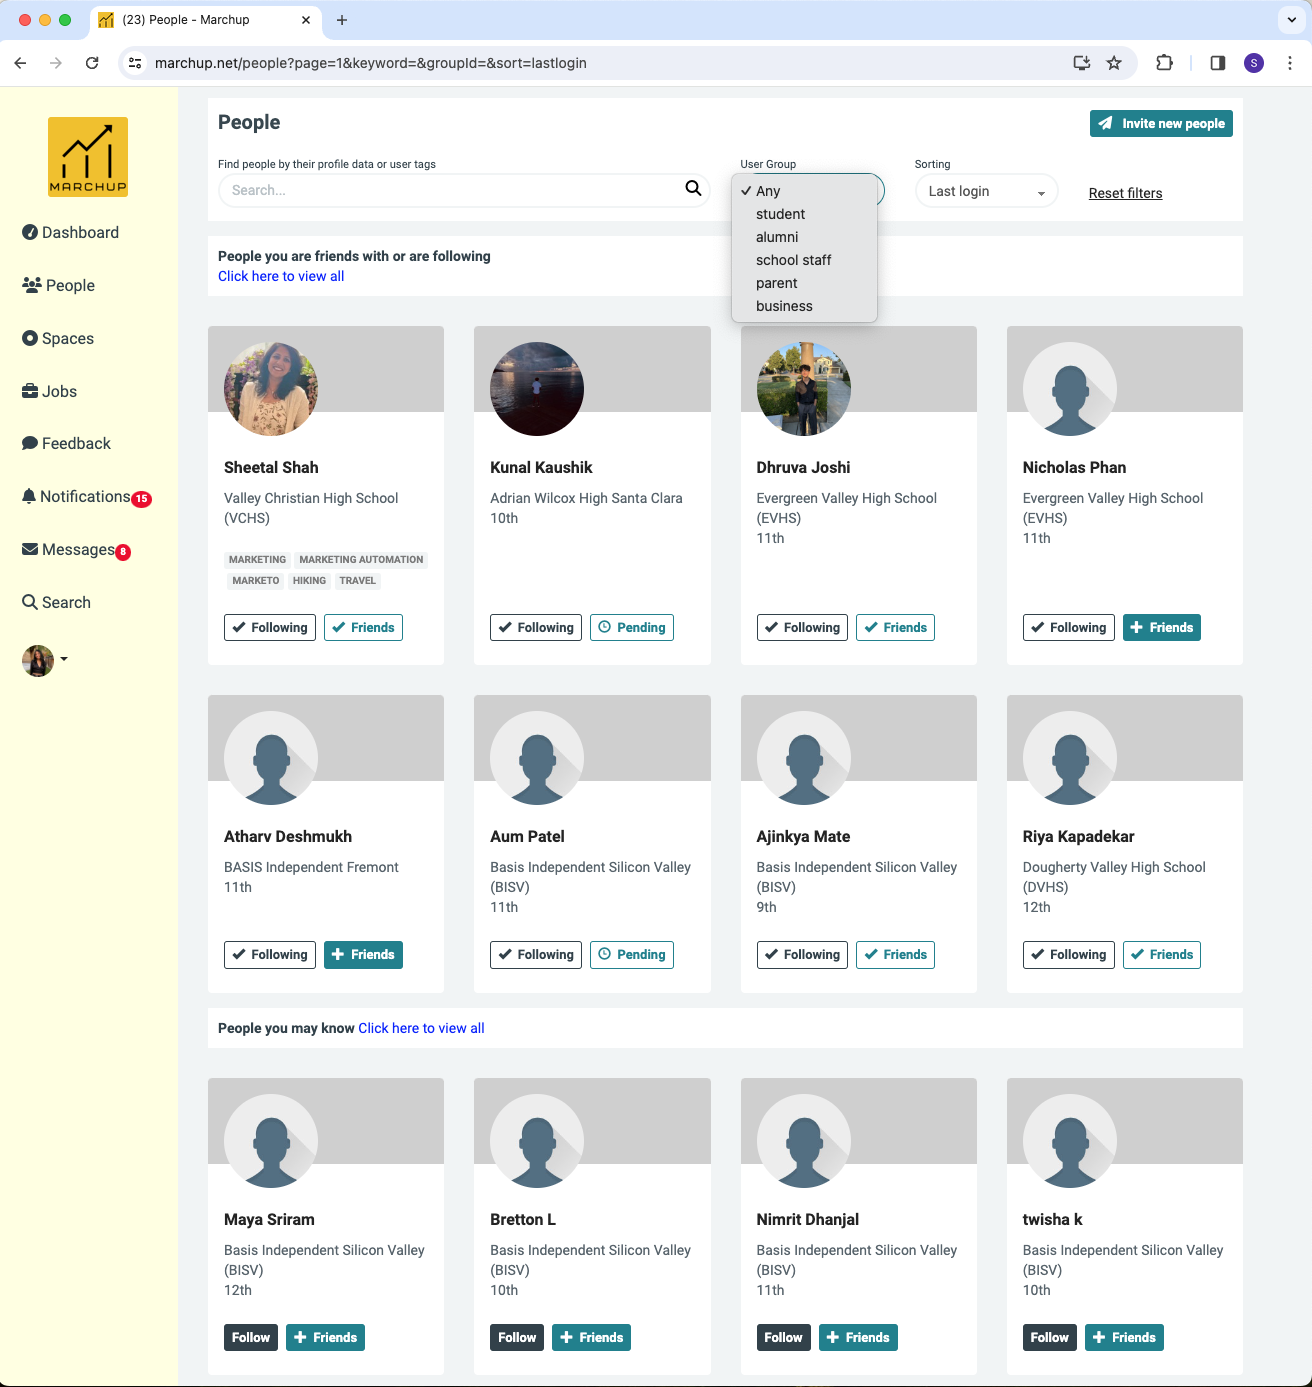 (23) People - Marchup
marchup.net/people?page=1&keyword=&groupId=&sort=lastlogin
S
MARCHUP
Dashboard
People
Spaces
Jobs
Feedback
Notifications 15
Messages 8
Search
People
Invite new people
Find people by their profile data or user tags
User Group
Sorting
Search...
Last login
Reset filters
Any
student
alumni
school staff
parent
business
People you are friends with or are following
Click here to view all
Sheetal Shah
Valley Christian High School
(VCHS)
MARKETING MARKETING AUTOMATION
MARKETO HIKING TRAVEL
Following Friends
Kunal Kaushik
Adrian Wilcox High Santa Clara
10th
Following Pending
Dhruva Joshi
Evergreen Valley High School
(EVHS)
11th
Following Friends
Nicholas Phan
Evergreen Valley High School
(EVHS)
11th
Following Friends
Atharv Deshmukh
BASIS Independent Fremont
11th
Following Friends
Aum Patel
Basis Independent Silicon Valley
(BISV)
11th
Following Pending
Ajinkya Mate
Basis Independent Silicon Valley
(BISV)
9th
Following Friends
Riya Kapadekar
Dougherty Valley High School
(DVHS)
12th
Following Friends
People you may know Click here to view all
Maya Sriram
Basis Independent Silicon Valley
(BISV)
12th
Follow Friends
Bretton L
Basis Independent Silicon Valley
(BISV)
10th
Follow Friends
Nimrit Dhanjal
Basis Independent Silicon Valley
(BISV)
11th
Follow Friends
twisha k
Basis Independent Silicon Valley
(BISV)
10th
Follow Friends